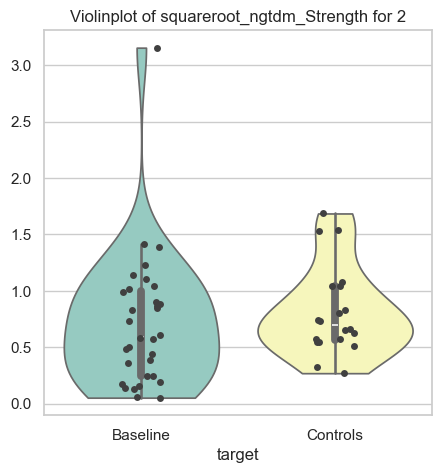 Violinplot of squareroot_ngtdm_Strength for 2
3.0
2.5
2.0
1.5
1.0
0.5
0.0
Baseline Controls
target